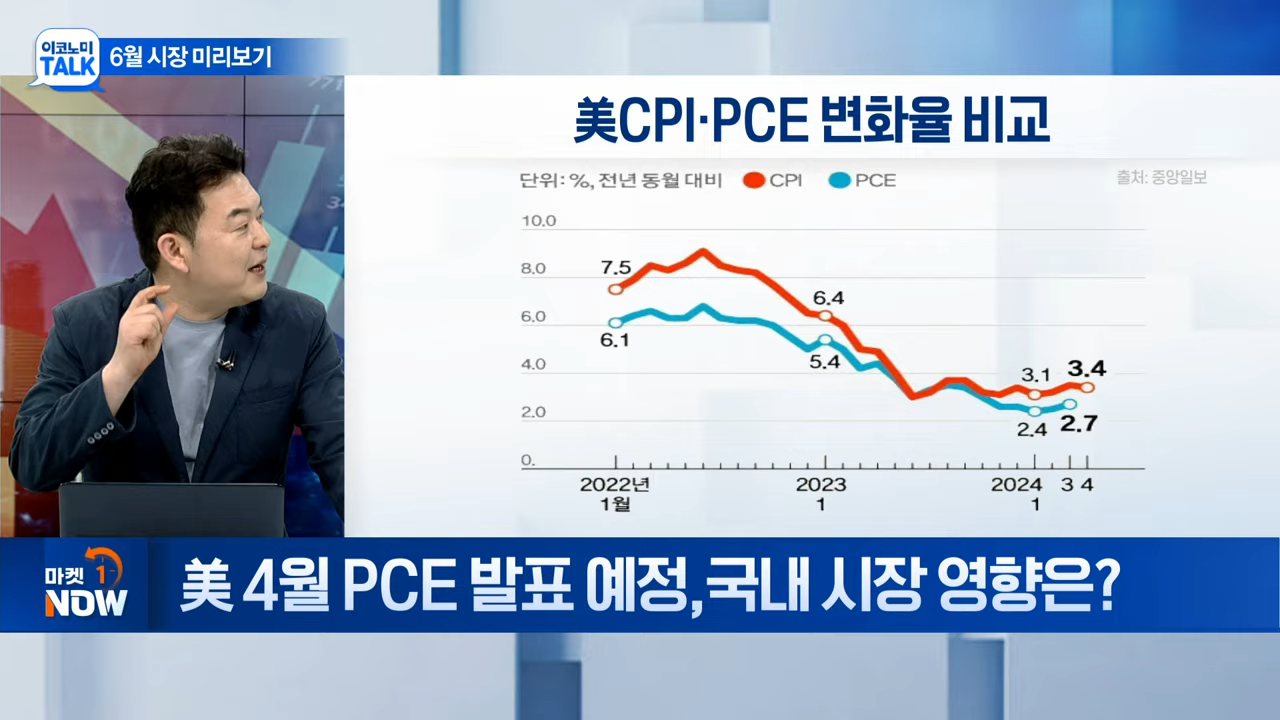 이코노미
TALK
6월 시장 미리보기
美CPI·PCE 변화율 비교
단위: %, 전년 동월 대비 CPI PCE
출처: 중앙일보
10.0
8.0
6.0
4.0
2.0
0.
7.5
6.1
6.4
5.4
3.1
3.4
2.4
2.7
2022년 2023 2024 3 4
1월 1 1
마켓 1
NOW
美 4월 PCE 발표 예정,국내 시장 영향은?